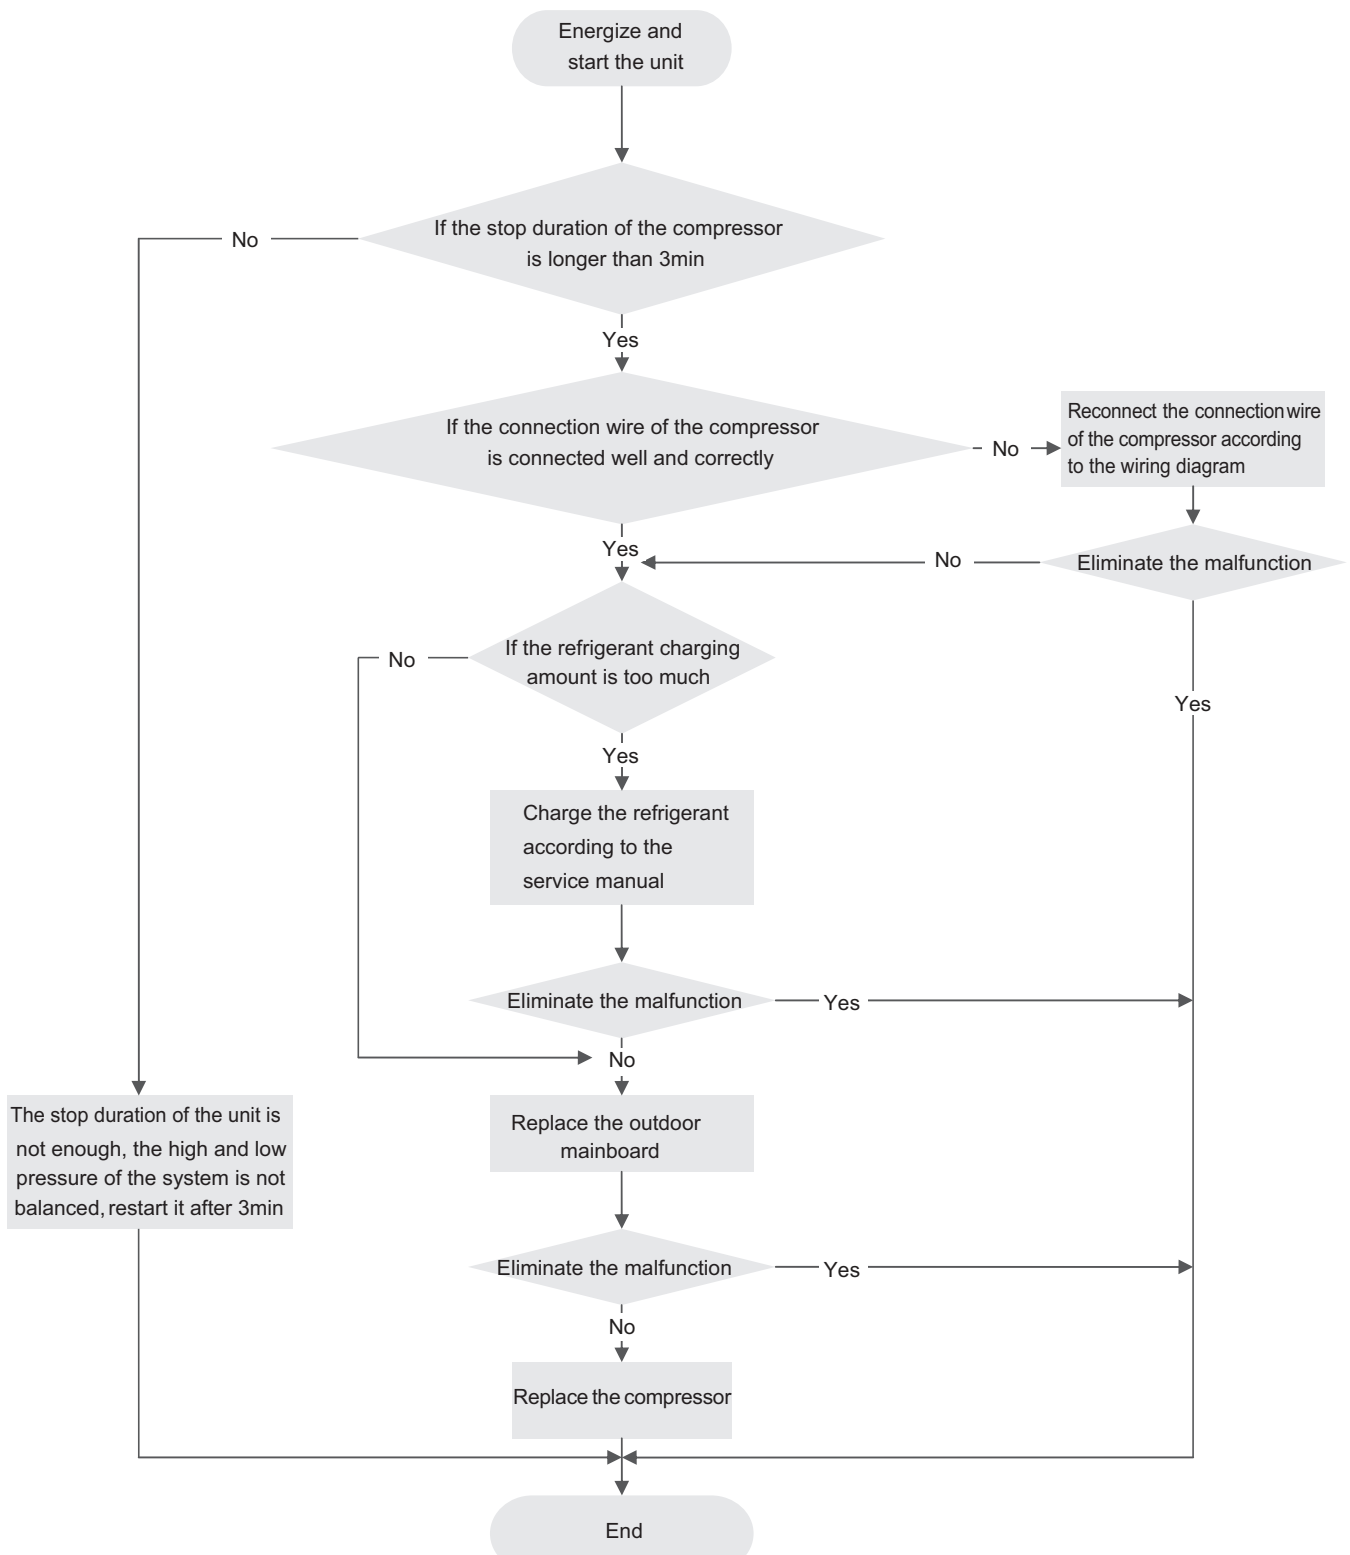 Energize and
start the unit
If the stop duration of the compressor
is longer than 3min
No
Yes
If the connection wire of the compressor
is connected well and correctly
No
Reconnect the connection wire
of the compressor according
to the wiring diagram
Yes
No
Eliminate the malfunction
If the refrigerant charging
amount is too much
No
Yes
Yes
Charge the refrigerant
according to the
service manual
Eliminate the malfunction
Yes
No
The stop duration of the unit is
not enough, the high and low
pressure of the system is not
balanced, restart it after 3min
Replace the outdoor
mainboard
Eliminate the malfunction
Yes
No
Replace the compressor
End